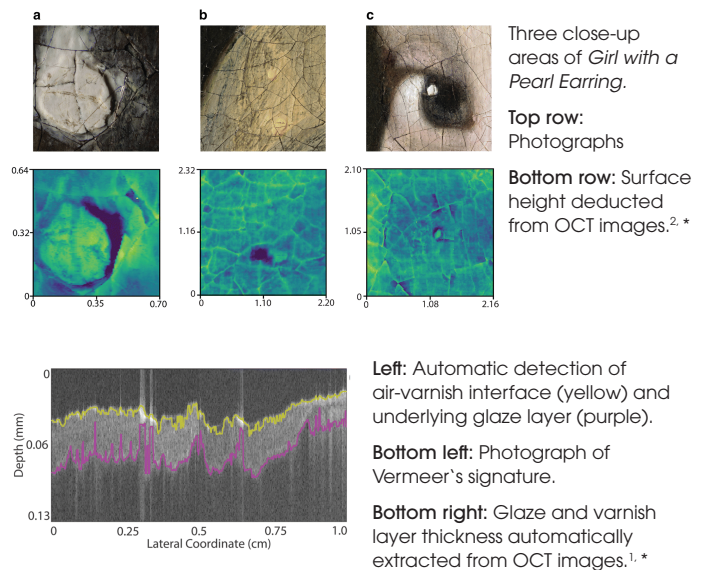 a
b
c
Three close-up
areas of Girl with a
Pearl Earring.
Top row:
Photographs
Bottom row: Surface
height deducted
from OCT images.2, *
0.64
0.32
0
0
0.35
0.70
2.32
1.16
0
0
1.10
2.20
2.10
1.05
0
0
1.08
2.16
0
0.06
0.13
Depth (mm)
0
0.25
0.5
0.75
1.0
Lateral Coordinate (cm)
Left: Automatic detection of
air-varnish interface (yellow) and
underlying glaze layer (purple).
Bottom left: Photograph of
Vermeer`s signature.
Bottom right: Glaze and varnish
layer thickness automatically
extracted from OCT images.1, *